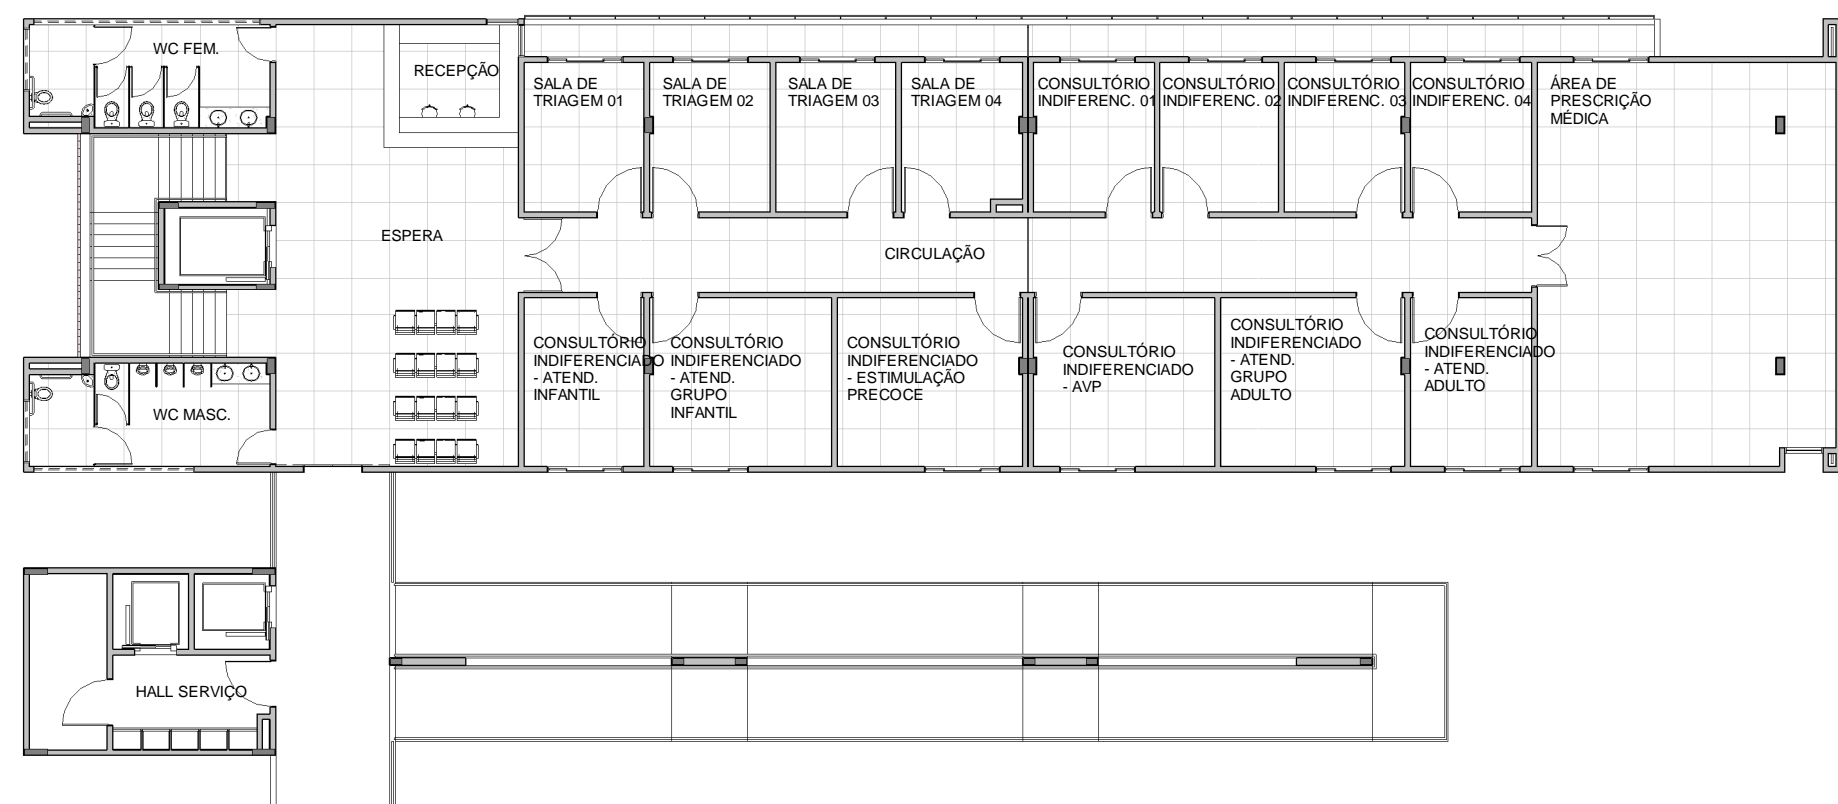 WC FEM.
RECEPÇÃO
SALA DE
TRIAGEM 01
SALA DE
TRIAGEM 02
SALA DE
TRIAGEM 03
SALA DE
TRIAGEM 04
CONSULTÓRIO
INDIFERENC. 01
CONSULTÓRIO
INDIFERENC. 02
CONSULTÓRIO
INDIFERENC. 03
CONSULTÓRIO
INDIFERENC. 04
ÁREA DE
PRESCRIÇÃO
MÉDICA
ESPERA
CIRCULAÇÃO
CONSULTÓRIO
INDIFERENCIADO
- ATEND.
INFANTIL
CONSULTÓRIO
INDIFERENCIADO
- ATEND.
GRUPO
INFANTIL
CONSULTÓRIO
INDIFERENCIADO
- ESTIMULAÇÃO
PRECOCE
CONSULTÓRIO
INDIFERENCIADO
- AVP
CONSULTÓRIO
INDIFERENCIADO
- ATEND.
GRUPO
ADULTO
CONSULTÓRIO
INDIFERENCIADO
- ATEND.
ADULTO
WC MASC.
HALL SERVIÇO